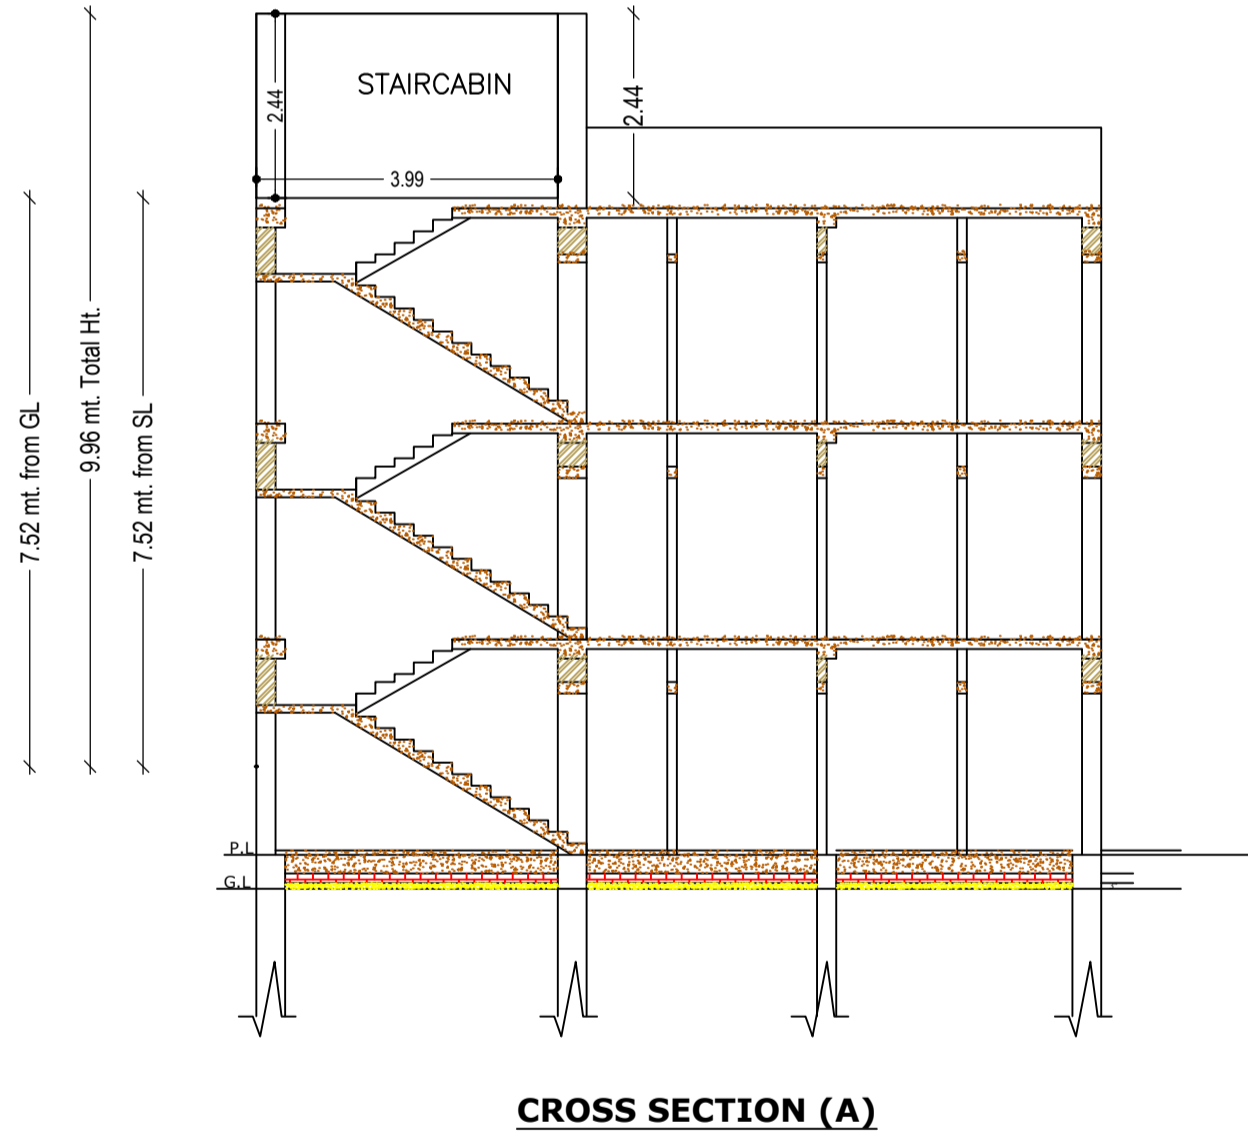 STAIRCABIN
2.44
2.44
3.99
7.52 mt. from GL
9.96 mt. Total Ht.
7.52 mt. from SL
P.L
G.L
CROSS SECTION (A)